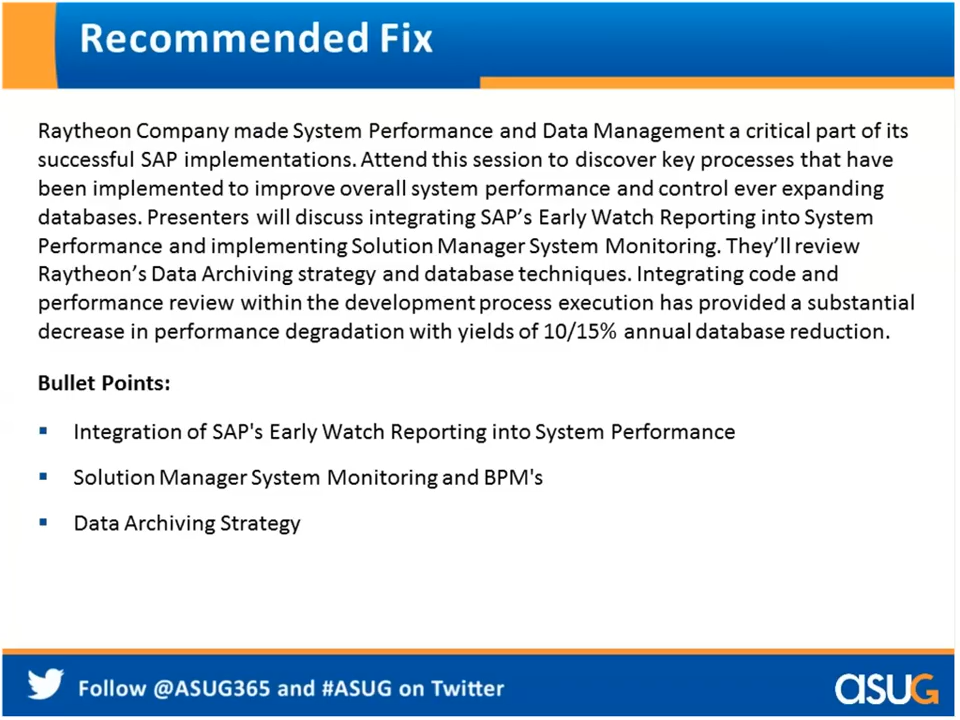 Recommended Fix
Raytheon Company made System Performance and Data Management a critical part of its
successful SAP implementations. Attend this session to discover key processes that have
been implemented to improve overall system performance and control ever expanding
databases. Presenters will discuss integrating SAP’s Early Watch Reporting into System
Performance and implementing Solution Manager System Monitoring. They’ll review
Raytheon’s Data Archiving strategy and database techniques. Integrating code and
performance review within the development process execution has provided a substantial
decrease in performance degradation with yields of 10/15% annual database reduction.
Bullet Points:
▪ Integration of SAP's Early Watch Reporting into System Performance
▪ Solution Manager System Monitoring and BPM's
▪ Data Archiving Strategy
Follow @ASUG365 and #ASUG on Twitter
asuG